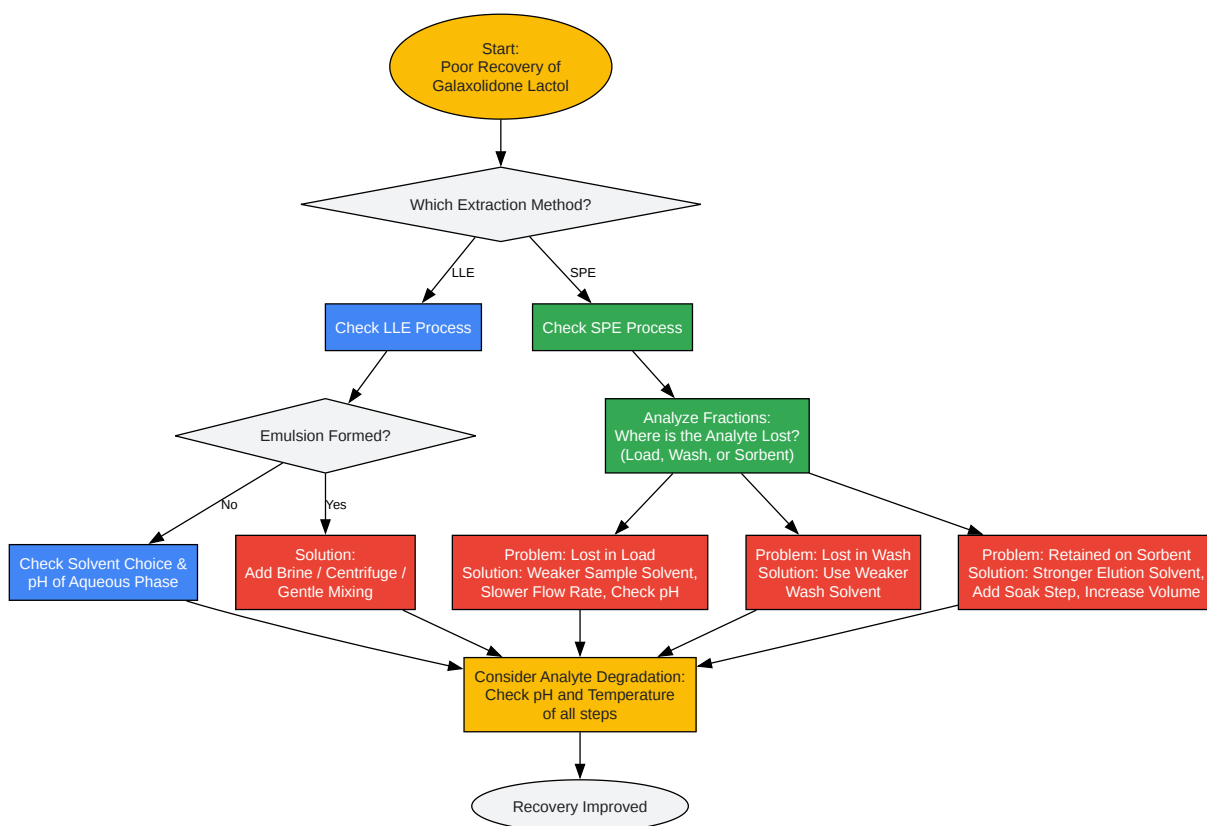 Start:
Poor Recovery of
Galaxolidone Lactol
Which Extraction Method?
LLE
SPE
Check LLE Process
Check SPE Process
Emulsion Formed?
Analyze Fractions:
Where is the Analyte Lost?
(Load, Wash, or Sorbent)
No
Yes
Check Solvent Choice &
pH of Aqueous Phase
Solution:
Add Brine / Centrifuge /
Gentle Mixing
Problem: Lost in Load
Solution: Weaker Sample Solvent,
Slower Flow Rate, Check pH
Problem: Lost in Wash
Solution: Use Weaker
Wash Solvent
Problem: Retained on Sorbent
Solution: Stronger Elution Solvent,
Add Soak Step, Increase Volume
Consider Analyte Degradation:
Check pH and Temperature
of all steps
Recovery Improved